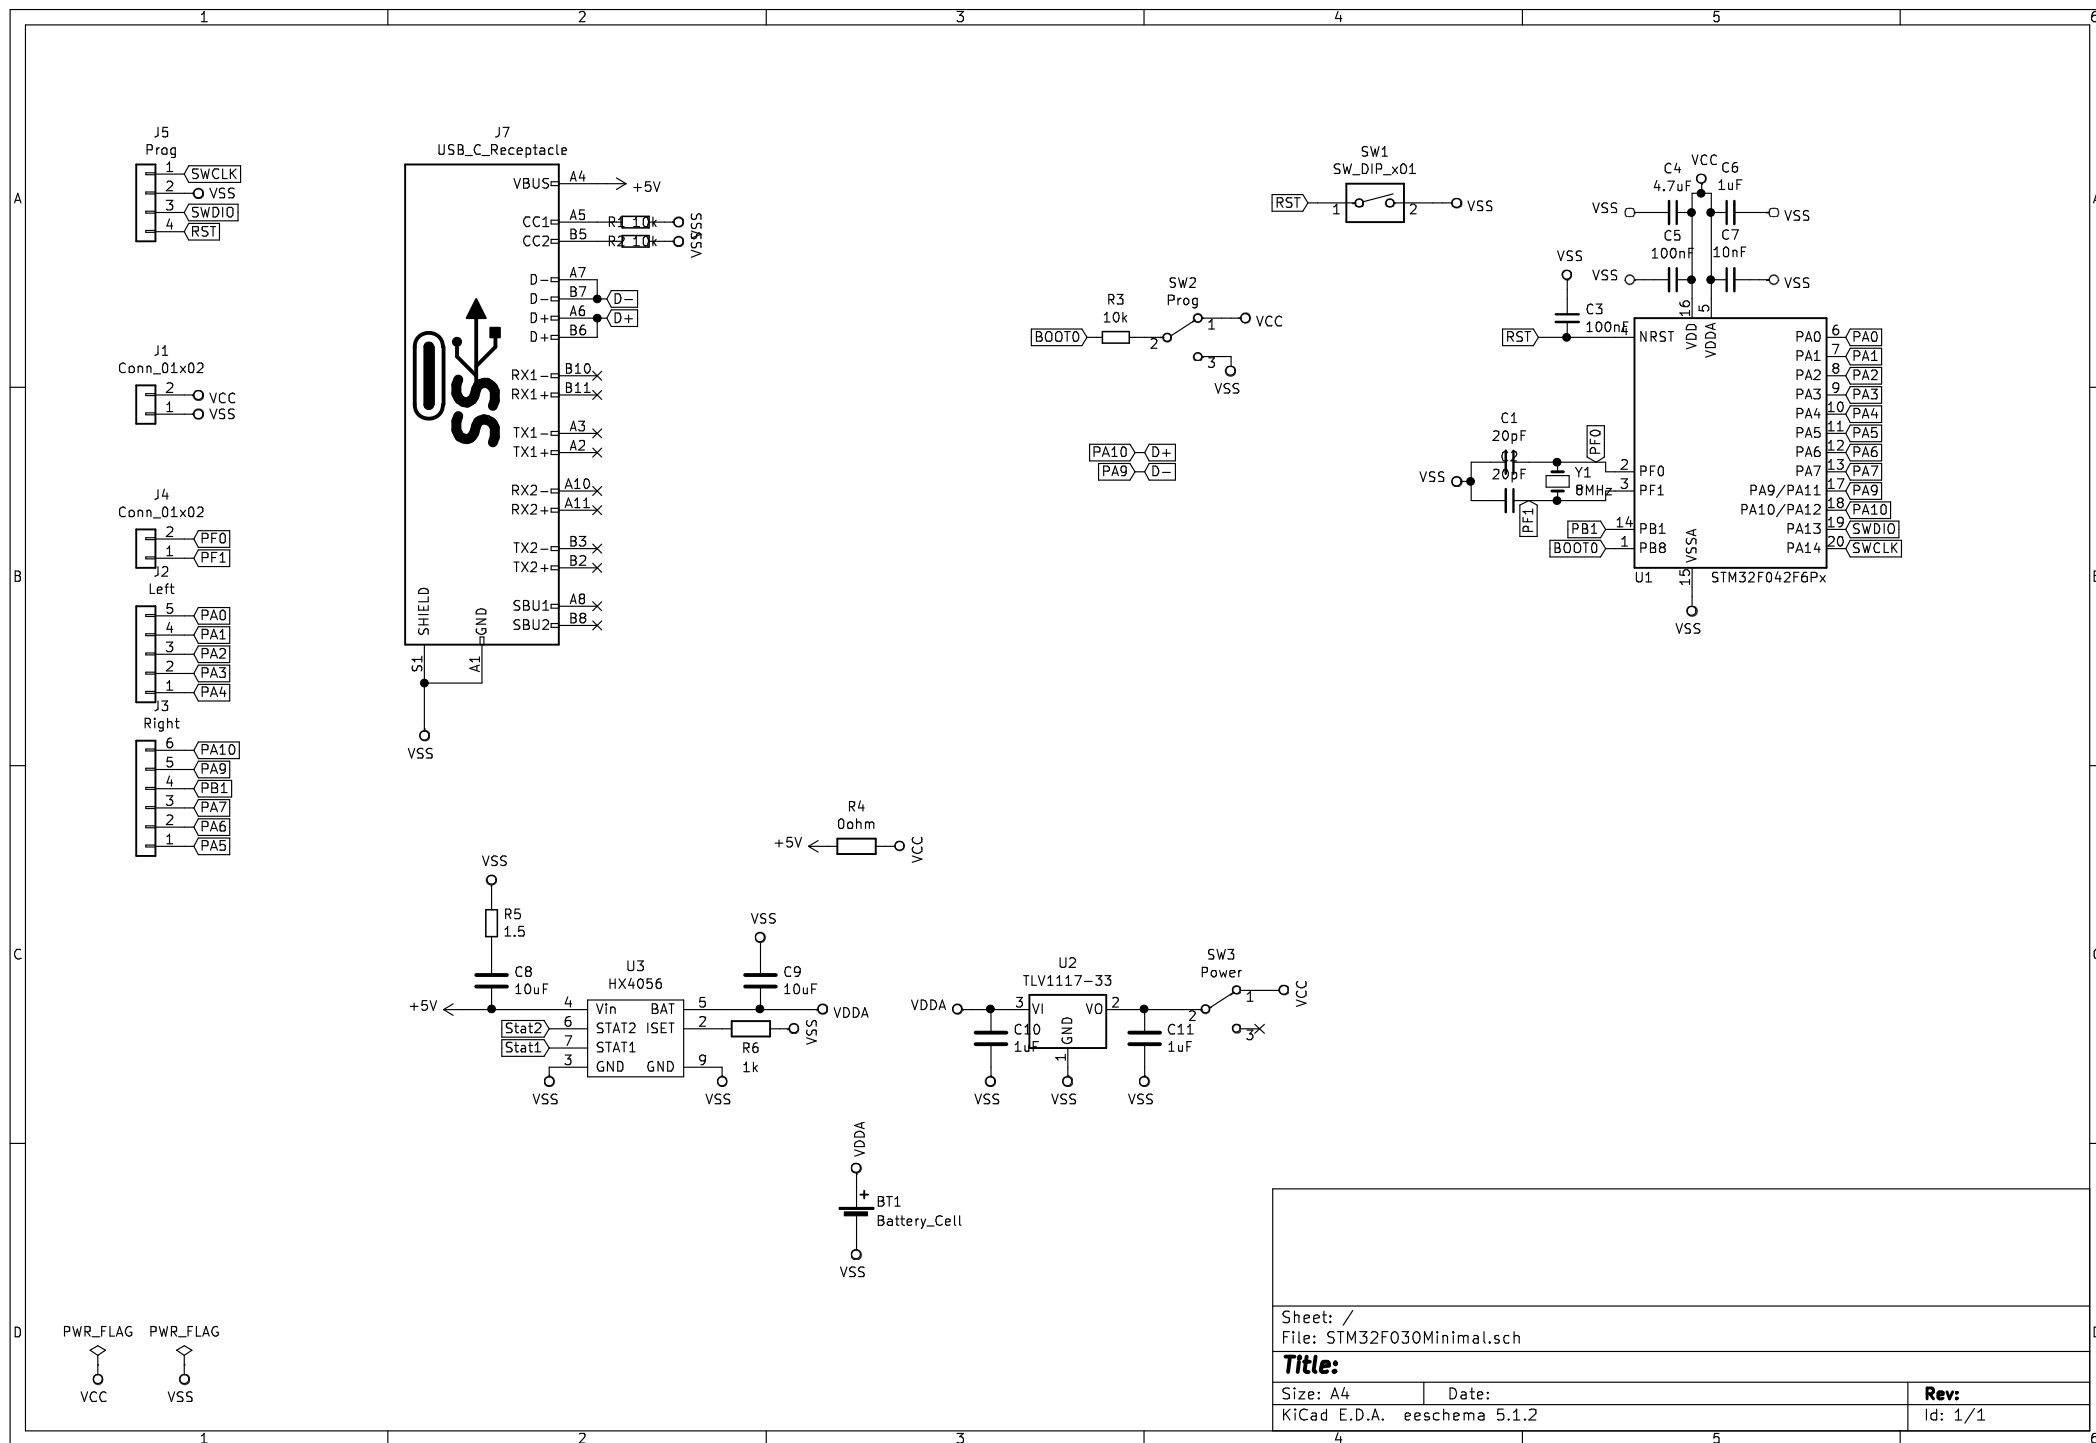 1 2 3 4 5 6
A
B
C
D
J5
Prog
1 SWCLK
2 VSS
3 SWDIO
4 RST
J1
Conn_01x02
2 VCC
1 VSS
J4
Conn_01x02
2 PF0
1 PF1
J2
Left
5 PA0
4 PA1
3 PA2
2 PA3
1 PA4
J3
Right
6 PA10
5 PA9
4 PB1
3 PA7
2 PA6
1 PA5
J7
USB_C_Receptacle
VBUS A4 +5V
CC1 A5 R1 10k VSS
CC2 B5 R2 10k VSS
D- A7
D- B7 D-
D+ A6 D+
D+ B6
RX1- B10
RX1+ B11
SS
TX1- A3
TX1+ A2
RX2- A10
RX2+ A11
TX2- B3
TX2+ B2
SBU1 A8
SBU2 B8
SHIELD
GND
S1
A1
VSS
SW1
SW_DIP_x01
RST 1 2 VSS
SW2
Prog
R3
10k
BOOT0 2 1 VCC
3
VSS
PA10 D+
PA9 D-
VCC
C4
4.7uF
C6
1uF
VSS VSS
C5
100nF
C7
10nF
VSS VSS
VSS
C3
100nF
16 5
RST 4 NRST
VDD
VDDA
PA0 6 PA0
PA1 7 PA1
PA2 8 PA2
PA3 9 PA3
PA4 10 PA4
PA5 11 PA5
PA6 12 PA6
PA7 13 PA7
PA9/PA11 17 PA9
PA10/PA12 18 PA10
PA13 19 SWDIO
PA14 20 SWCLK
C1
20pF
C2
20pF
VSS
PF0
PF1
Y1
8MHz
2 PF0
3 PF1
PB1 14 PB1
BOOT0 1 PB8
VSSA
15
U1 STM32F042F6Px
VSS
R4
0ohm
+5V VCC
VSS
R5
1.5
C8
10uF
+5V
U3
HX4056
4 Vin BAT 5
Stat2 6 STAT2 ISET 2
Stat1 7 STAT1
3 GND GND 9
VSS VSS
VSS
C9
10uF
VDDA
VSS
R6
1k
U2
TLV1117-33
VDDA 3 VI VO 2
GND
1
C10
1uF
C11
1uF
VSS VSS VSS
SW3
Power
2 1 VCC
3
VDDA
+
BT1
Battery_Cell
VSS
PWR_FLAG PWR_FLAG
VCC VSS
Sheet: /
File: STM32F030Minimal.sch
Title:
Size: A4 Date: Rev:
KiCad E.D.A. eeschema 5.1.2 Id: 1/1
A
B
C
D
1 2 3 4 5 6